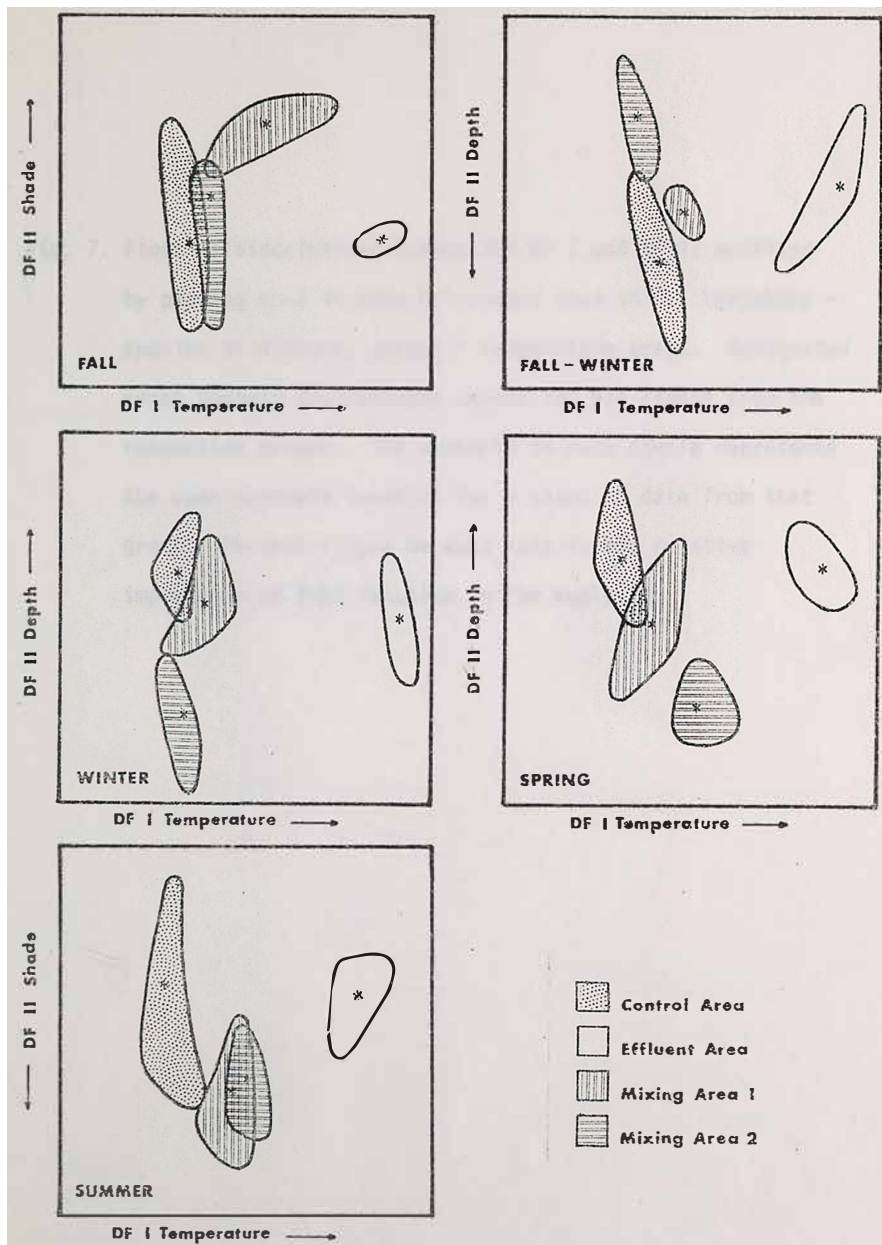 DF II Shade
FALL
DF I Temperature
DF II Depth
FALL-WINTER
DF I Temperature
DF II Depth
WINTER
DF I Temperature
DF II Depth
SPRING
DF I Temperature
DF II Shade
SUMMER
DF I Temperature
Control Area
Effluent Area
Mixing Area 1
Mixing Area 2